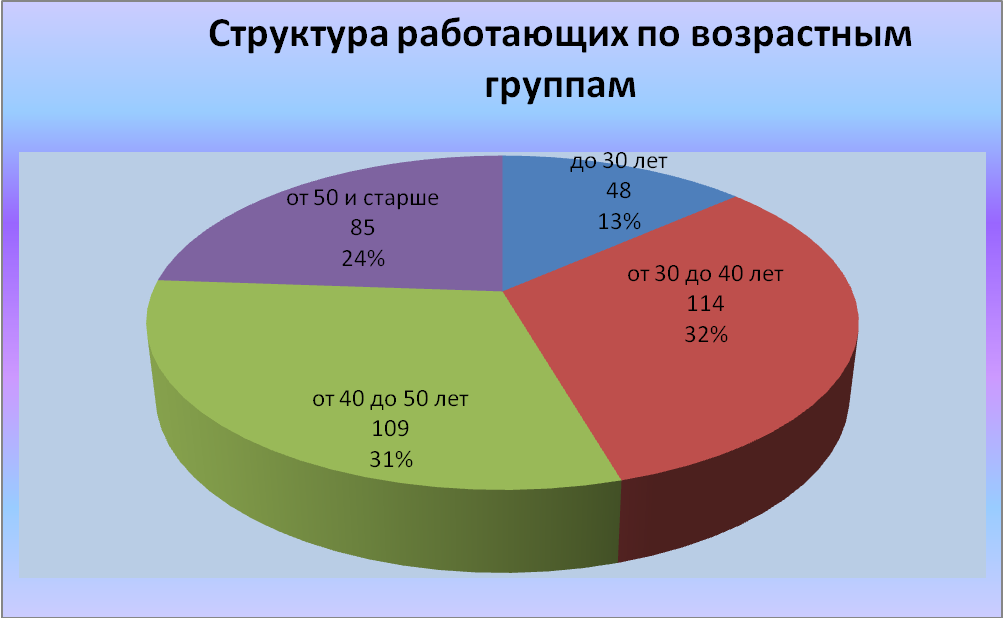 Структура работающих по возрастным
группам
до 30 лет
48
13%
от 50 и старше
85
24%
от 30 до 40 лет
114
32%
от 40 до 50 лет
109
31%